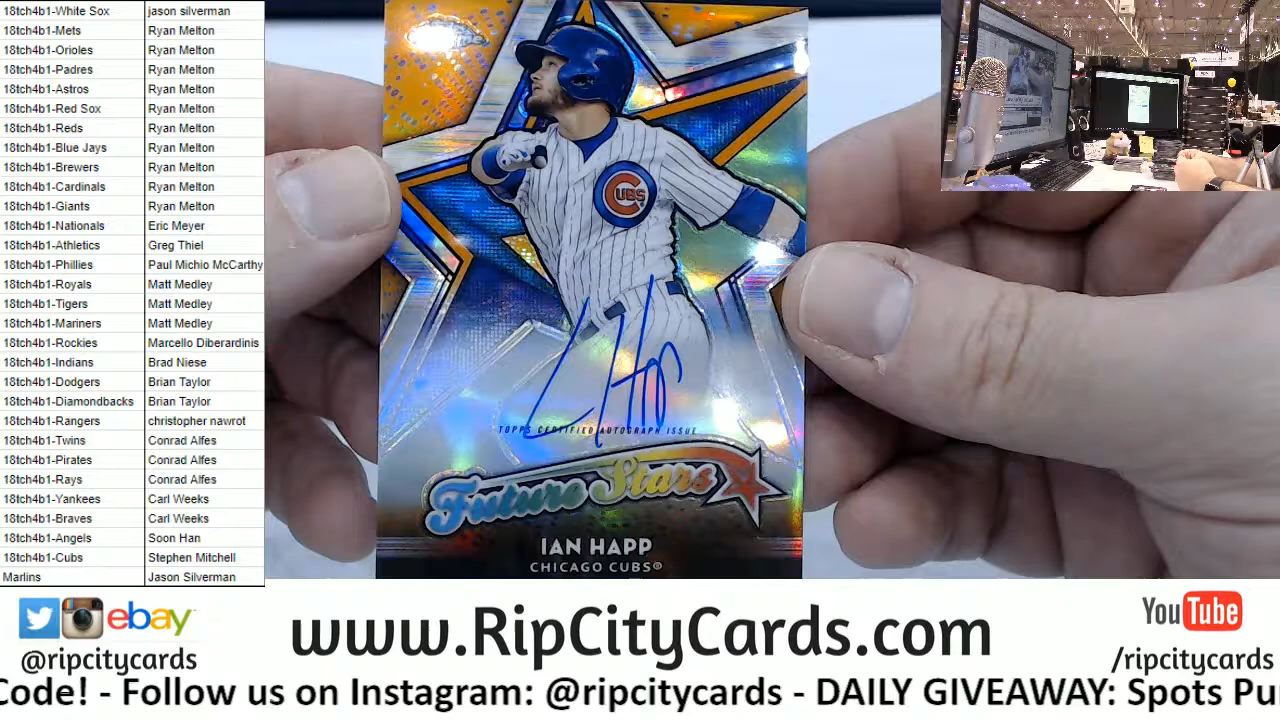 18tch4b1-White Sox jason silverman
18tch4b1-Mets Ryan Melton
18tch4b1-Orioles Ryan Melton
18tch4b1-Padres Ryan Melton
18tch4b1-Astros Ryan Melton
18tch4b1-Red Sox Ryan Melton
18tch4b1-Reds Ryan Melton
18tch4b1-Blue Jays Ryan Melton
18tch4b1-Brewers Ryan Melton
18tch4b1-Cardinals Ryan Melton
18tch4b1-Giants Ryan Melton
18tch4b1-Nationals Eric Meyer
18tch4b1-Athletics Greg Thiel
18tch4b1-Phillies Paul Michio McCarthy
18tch4b1-Royals Matt Medley
18tch4b1-Tigers Matt Medley
18tch4b1-Mariners Matt Medley
18tch4b1-Rockies Marcello Diberardinis
18tch4b1-Indians Brad Niese
18tch4b1-Dodgers Brian Taylor
18tch4b1-Diamondbacks Brian Taylor
18tch4b1-Rangers christopher nawrot
18tch4b1-Twins Conrad Alfes
18tch4b1-Pirates Conrad Alfes
18tch4b1-Rays Conrad Alfes
18tch4b1-Yankees Carl Weeks
18tch4b1-Braves Carl Weeks
18tch4b1-Angels Soon Han
18tch4b1-Cubs Stephen Mitchell
Marlins Jason Silverman
CUBS
TOPPS CERTIFIED AUTOGRAPH ISSUE
Future Stars
IAN HAPP
CHICAGO CUBS®
ebay
@ripcitycards
www.RipCityCards.com
YouTube
/ripcitycards
Code! - Follow us on Instagram: @ripcitycards - DAILY GIVEAWAY: Spots Pu